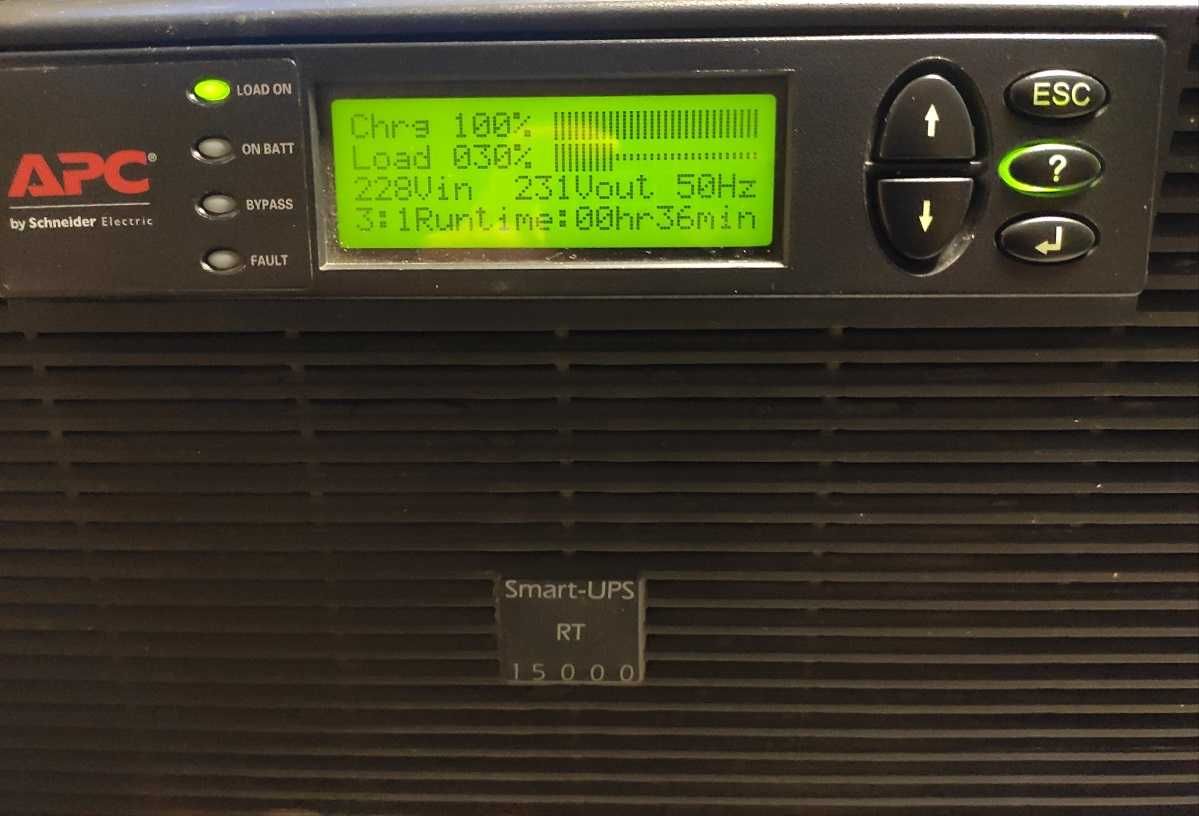 APC®
by Schneider Electric
LOAD ON
ON BATT
BYPASS
FAULT
Chrg 100%
Load 030%
228Vin 231Vout 50Hz
3:1Runtime:00hr36min
ESC
?
Smart-UPS
RT
15000